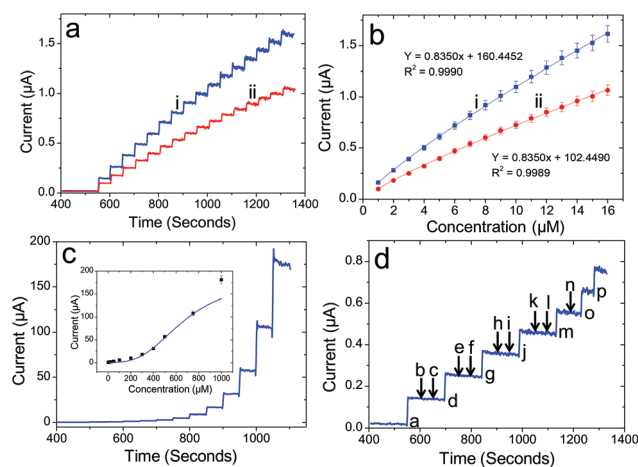 a
i
ii
Current (µA)
1.5
1.0
0.5
0.0
400 600 800 1000 1200 1400
Time (Seconds)
b
Y = 0.8350x + 160.4452
R² = 0.9990
i
ii
Y = 0.8350x + 102.4490
R² = 0.9989
Current (µA)
1.5
1.0
0.5
0.0
0 2 4 6 8 10 12 14 16
Concentration (µM)
c
Current (µA)
200
150
100
50
0
400 600 800 1000
Time (Seconds)
Current (µA)
200
150
100
50
0
0 200 400 600 800 1000
Concentration (µM)
d
Current (µA)
0.8
0.6
0.4
0.2
0.0
a
b c
d
e f
g
h i
j
k l
m
n
o
p
400 600 800 1000 1200 1400
Time (Seconds)